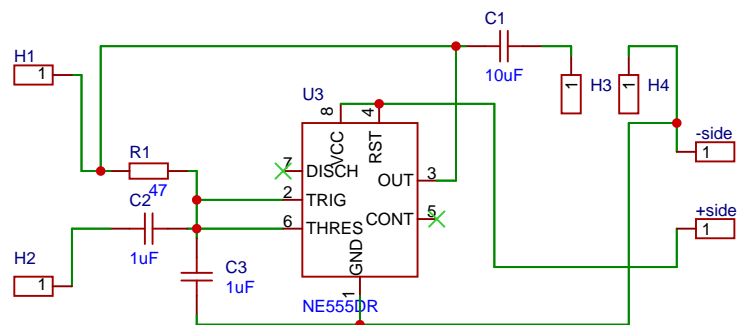 C1
H1
1
10uF
1
H3
1
H4
U3
8
4
VCC
RST
R1
47
7
DISCH
-side
1
2
TRIG
OUT
3
C2
1uF
6
THRES
CONT
5
+side
1
H2
1
C3
1uF
GND
1
NE555DR